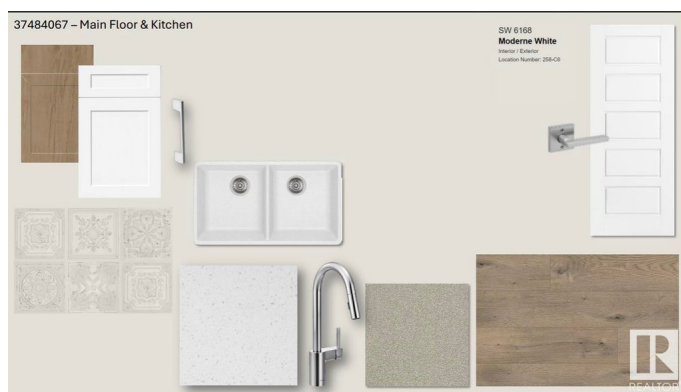 37484067 – Main Floor & Kitchen
SW 6168
Moderne White
Interior / Exterior
Location Number: 258-C6
R
REALTOR